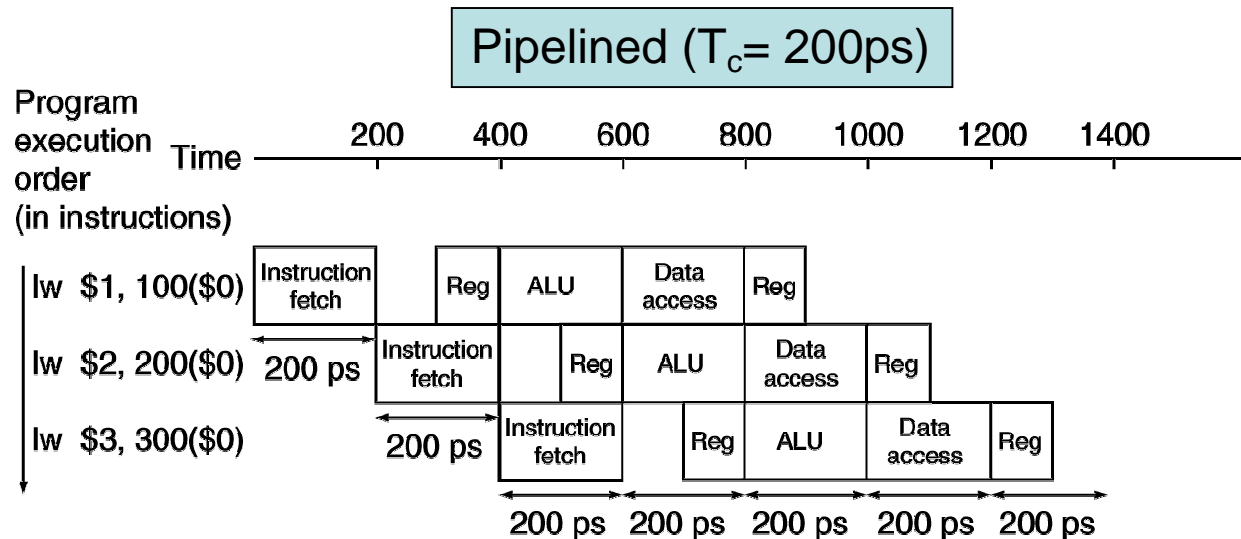 Pipelined (Tc= 200ps)
Program
execution
order
(in instructions)
Time
200 400 600 800 1000 1200 1400
lw $1, 100($0)
Instruction
fetch
Reg
ALU
Data
access
Reg
200 ps
lw $2, 200($0)
Instruction
fetch
Reg
ALU
Data
access
Reg
200 ps
lw $3, 300($0)
Instruction
fetch
Reg
ALU
Data
access
Reg
200 ps 200 ps 200 ps 200 ps 200 ps